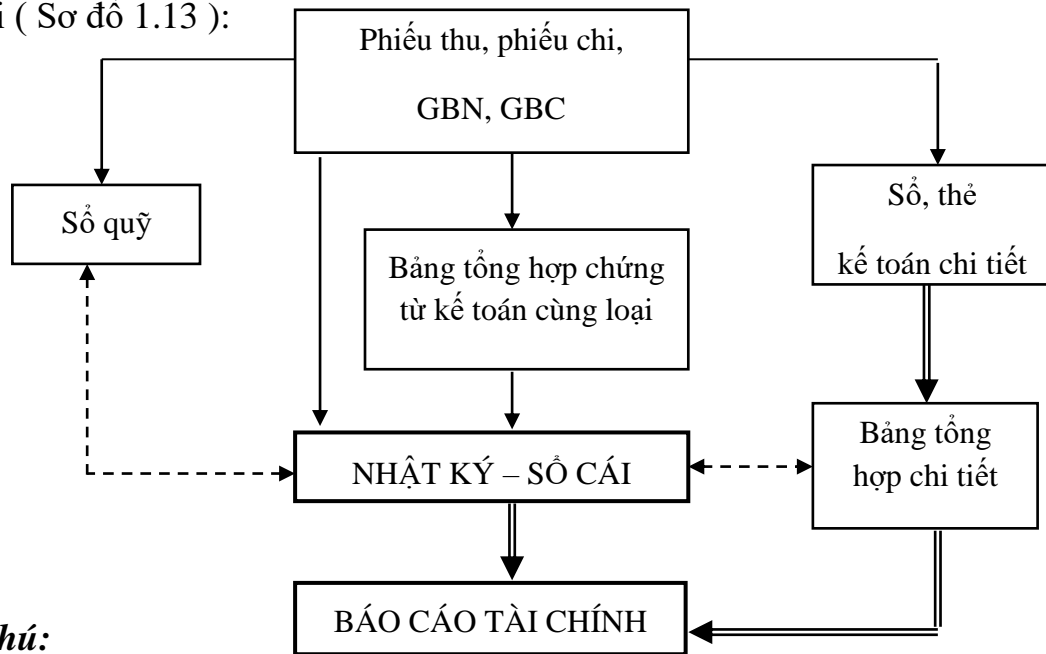 i ( Sơ đồ 1.13 ):
Phiếu thu, phiếu chi,
GBN, GBC
Sổ quỹ
Bảng tổng hợp chứng
từ kế toán cùng loại
Sổ, thẻ
kế toán chi tiết
NHẬT KÝ – SỔ CÁI
Bảng tổng
hợp chi tiết
BÁO CÁO TÀI CHÍNH
hú: